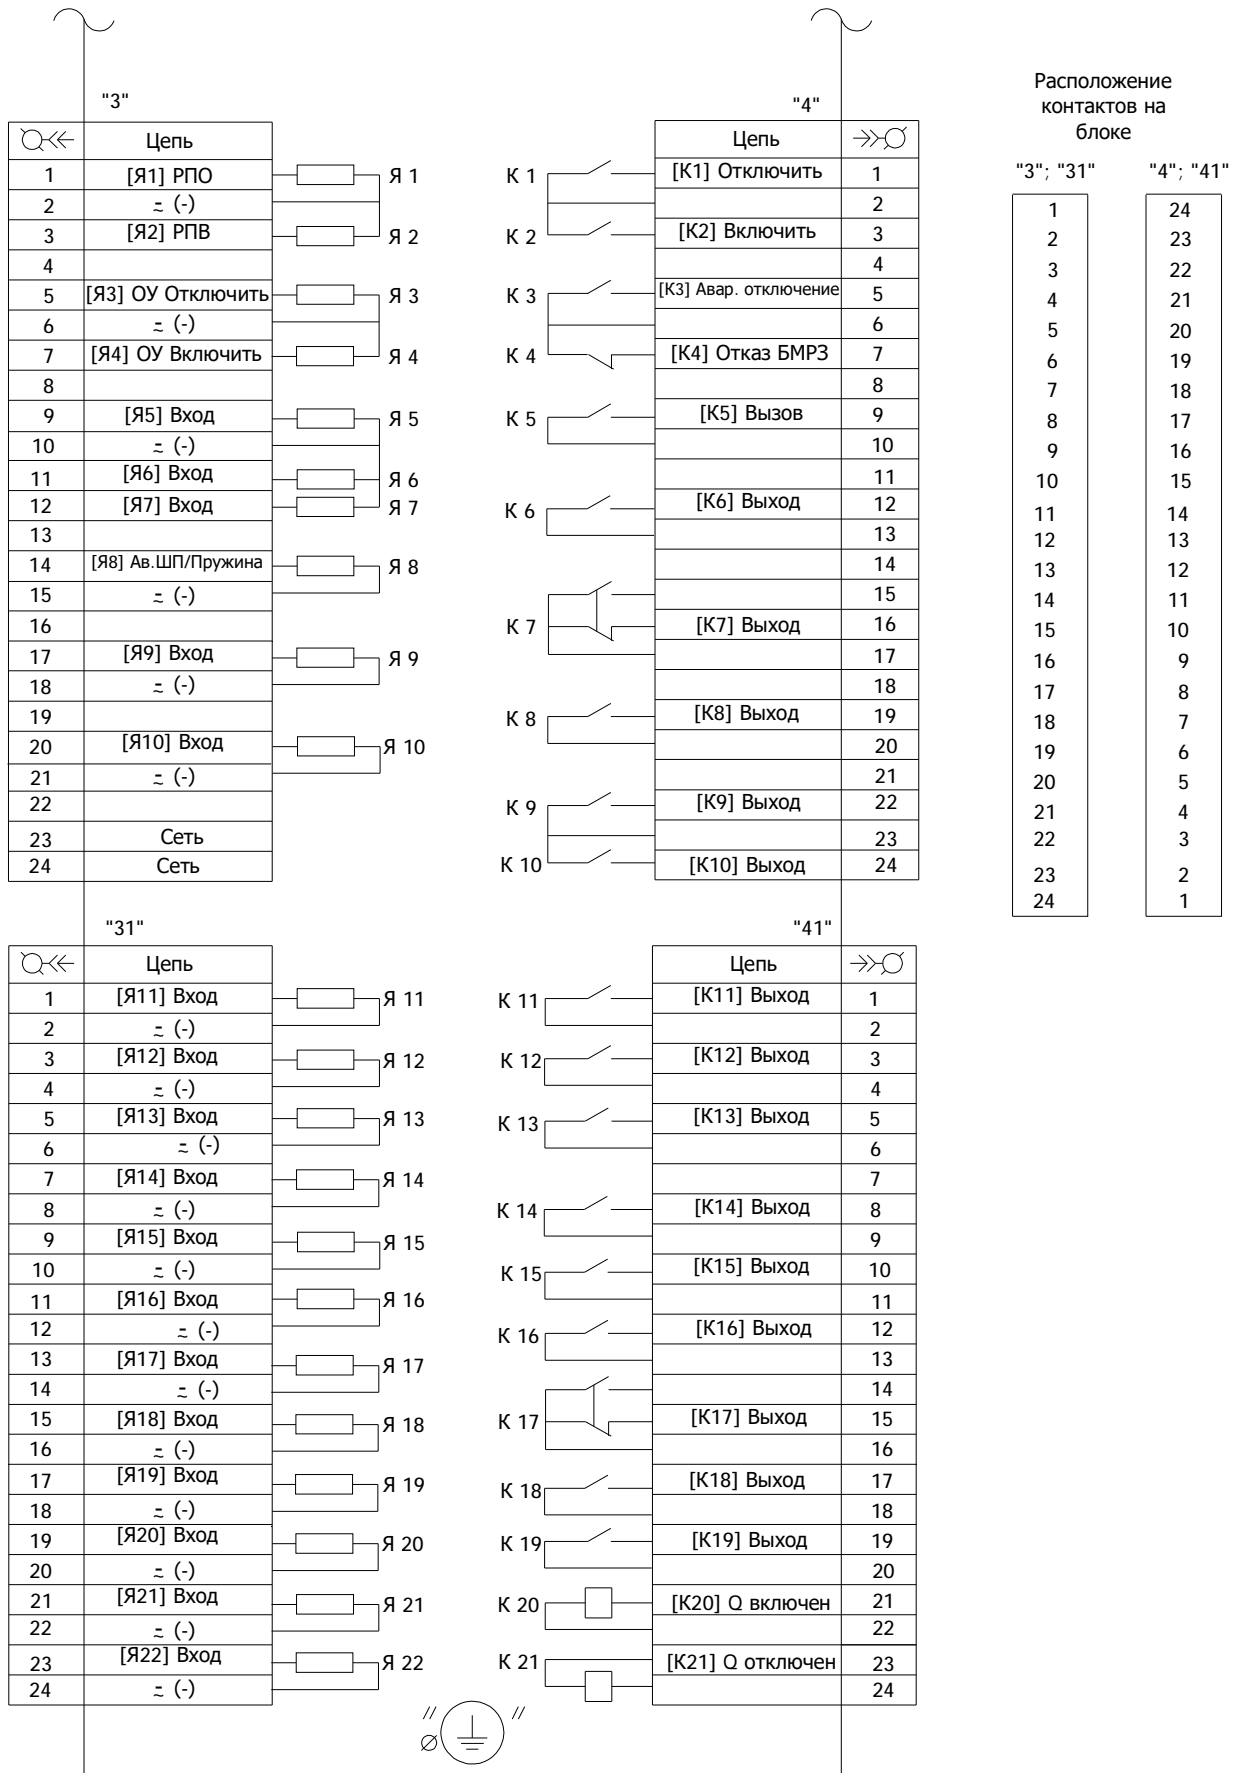 "3"
Цепь
1 [Я1] РПО Я 1
2 ≂ (-)
3 [Я2] РПВ Я 2
4
5 [Я3] ОУ Отключить Я 3
6 ≂ (-)
7 [Я4] ОУ Включить Я 4
8
9 [Я5] Вход Я 5
10 ≂ (-)
11 [Я6] Вход Я 6
12 [Я7] Вход Я 7
13
14 [Я8] Ав.ШП/Пружина Я 8
15 ≂ (-)
16
17 [Я9] Вход Я 9
18 ≂ (-)
19
20 [Я10] Вход Я 10
21 ≂ (-)
22
23 Сеть
24 Сеть
"4"
Цепь
К 1 [К1] Отключить 1
2
К 2 [К2] Включить 3
4
К 3 [К3] Авар. отключение 5
6
К 4 [К4] Отказ БМРЗ 7
8
К 5 [К5] Вызов 9
10
11
К 6 [К6] Выход 12
13
14
15
К 7 [К7] Выход 16
17
18
К 8 [К8] Выход 19
20
21
К 9 [К9] Выход 22
23
К 10 [К10] Выход 24
Расположение
контактов на
блоке
"3"; "31" "4"; "41"
1 24
2 23
3 22
4 21
5 20
6 19
7 18
8 17
9 16
10 15
11 14
12 13
13 12
14 11
15 10
16 9
17 8
18 7
19 6
20 5
21 4
22 3
23 2
24 1
"31"
Цепь
1 [Я11] Вход Я 11
2 ≂ (-)
3 [Я12] Вход Я 12
4 ≂ (-)
5 [Я13] Вход Я 13
6 ≂ (-)
7 [Я14] Вход Я 14
8 ≂ (-)
9 [Я15] Вход Я 15
10 ≂ (-)
11 [Я16] Вход Я 16
12 ≂ (-)
13 [Я17] Вход Я 17
14 ≂ (-)
15 [Я18] Вход Я 18
16 ≂ (-)
17 [Я19] Вход Я 19
18 ≂ (-)
19 [Я20] Вход Я 20
20 ≂ (-)
21 [Я21] Вход Я 21
22 ≂ (-)
23 [Я22] Вход Я 22
24 ≂ (-)
"41"
Цепь
К 11 [К11] Выход 1
2
К 12 [К12] Выход 3
4
К 13 [К13] Выход 5
6
7
К 14 [К14] Выход 8
9
К 15 [К15] Выход 10
11
К 16 [К16] Выход 12
13
14
К 17 [К17] Выход 15
16
К 18 [К18] Выход 17
18
К 19 [К19] Выход 19
20
К 20 [К20] Q включен 21
22
К 21 [К21] Q отключен 23
24